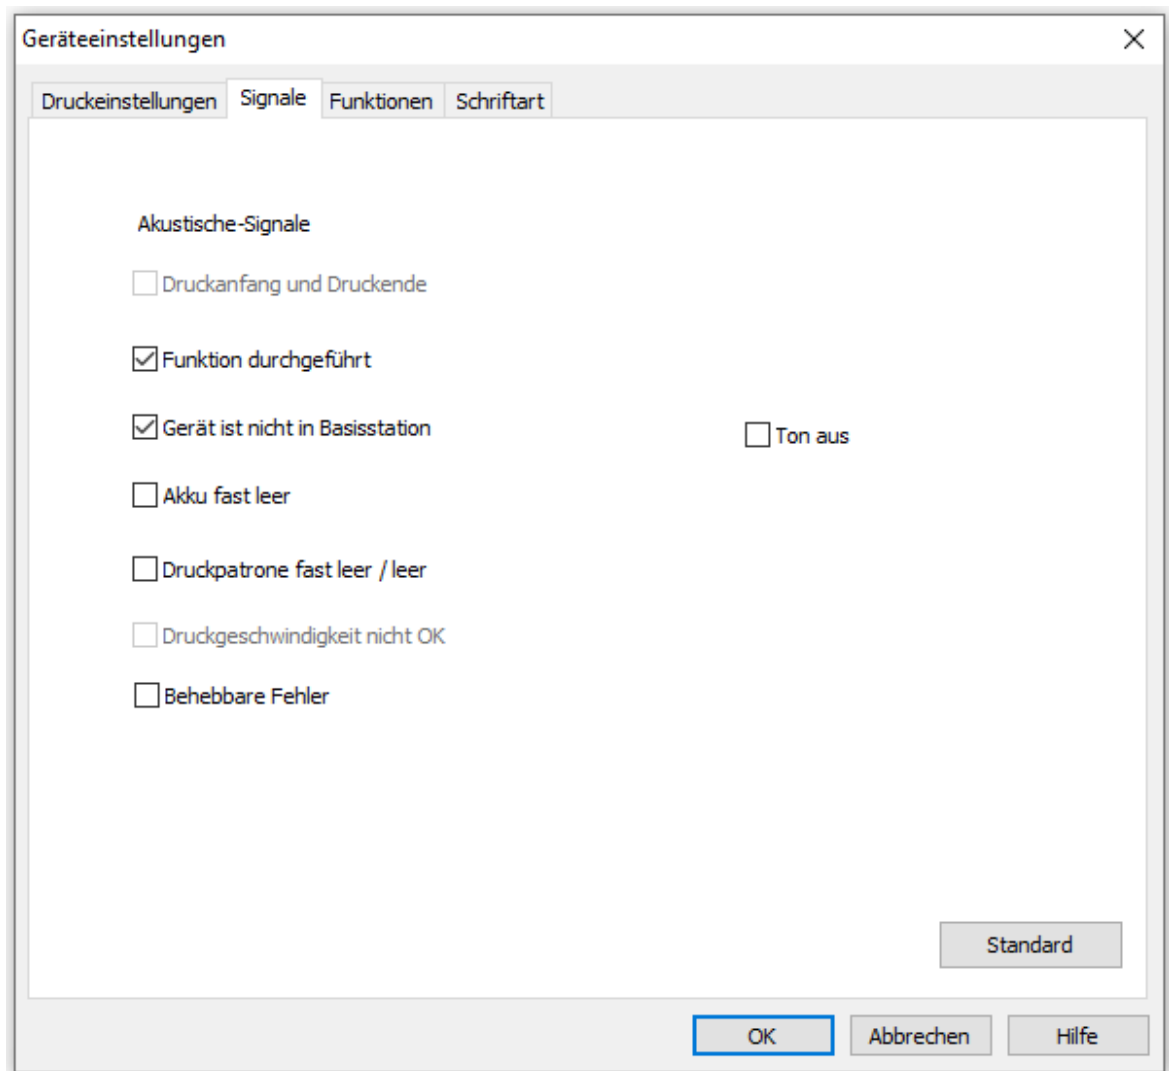 Geräteeinstellungen
Druckeinstellungen Signale Funktionen Schriftart
Akustische-Signale
Druckanfang und Druckende
Funktion durchgeführt
Gerät ist nicht in Basisstation
Ton aus
Akku fast leer
Druckpatrone fast leer / leer
Druckgeschwindigkeit nicht OK
Behebbare Fehler
Standard
OK Abbrechen Hilfe